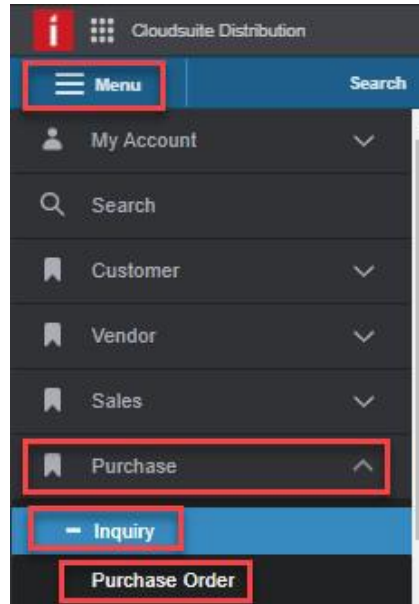 i Cloudsuite Distribution
Menu Search
My Account
Search
Customer
Vendor
Sales
Purchase
Inquiry
Purchase Order